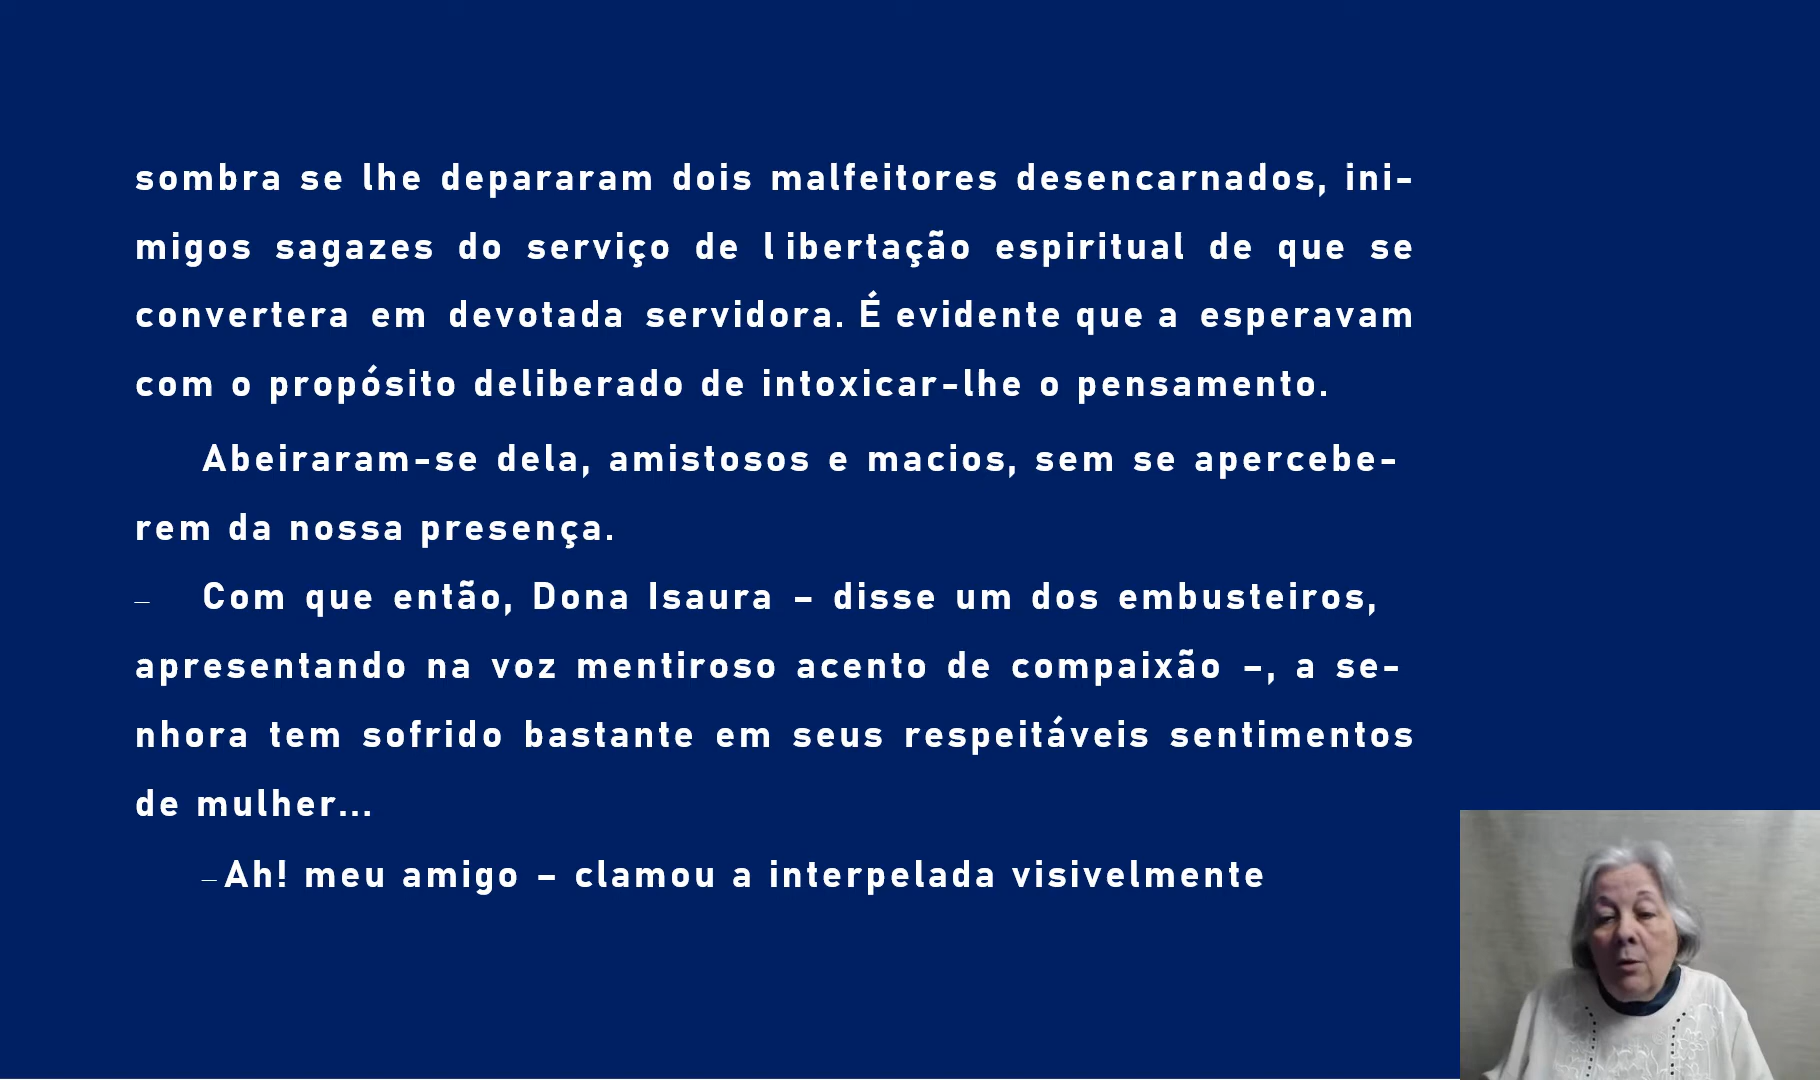 sombra se lhe depararam dois malfeitores desencarnados, ini-
migos sagazes do serviço de libertação espiritual de que se
convertera em devotada servidora. É evidente que a esperavam
com o propósito deliberado de intoxicar-lhe o pensamento.
Abeiraram-se dela, amistosos e macios, sem se apercebe-
rem da nossa presença.
– Com que então, Dona Isaura – disse um dos embusteiros,
apresentando na voz mentiroso acento de compaixão –, a se-
nhora tem sofrido bastante em seus respeitáveis sentimentos
de mulher...
– Ah! meu amigo – clamou a interpelada visivelmente